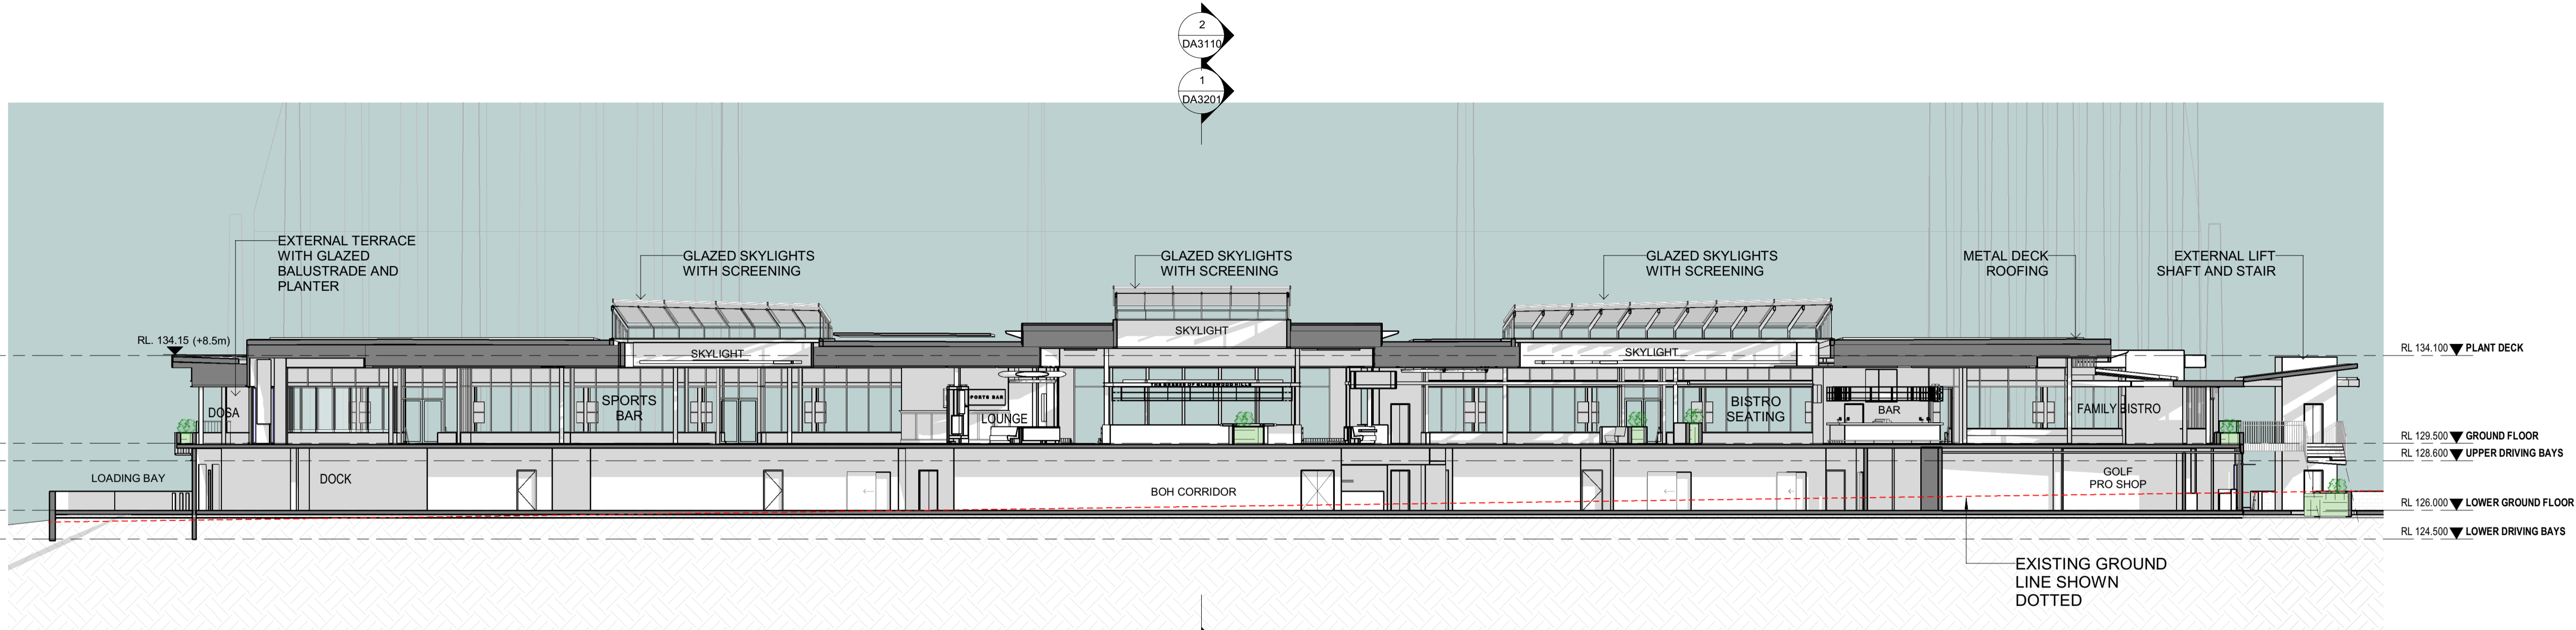 2
DA3110
1
DA3201
EXTERNAL TERRACE
WITH GLAZED
BALUSTRADE AND
PLANTER
GLAZED SKYLIGHTS
WITH SCREENING
GLAZED SKYLIGHTS
WITH SCREENING
GLAZED SKYLIGHTS
WITH SCREENING
METAL DECK
ROOFING
EXTERNAL LIFT
SHAFT AND STAIR
RL. 134.15 (+8.5m)
SKYLIGHT
SKYLIGHT
SKYLIGHT
RL 134.100 PLANT DECK
DOSA
SPORTS
BAR
PORTS BAR
LOUNGE
BISTRO
SEATING
BAR
FAMILY BISTRO
RL 129.500 GROUND FLOOR
RL 128.600 UPPER DRIVING BAYS
LOADING BAY
DOCK
BOH CORRIDOR
GOLF
PRO SHOP
RL 126.000 LOWER GROUND FLOOR
RL 124.500 LOWER DRIVING BAYS
EXISTING GROUND
LINE SHOWN
DOTTED